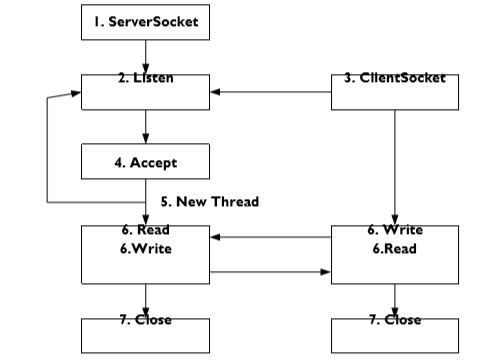 1. ServerSocket
2. Listen
3. ClientSocket
4. Accept
5. New Thread
6. Read
6.Write
6. Write
6.Read
7. Close
7. Close